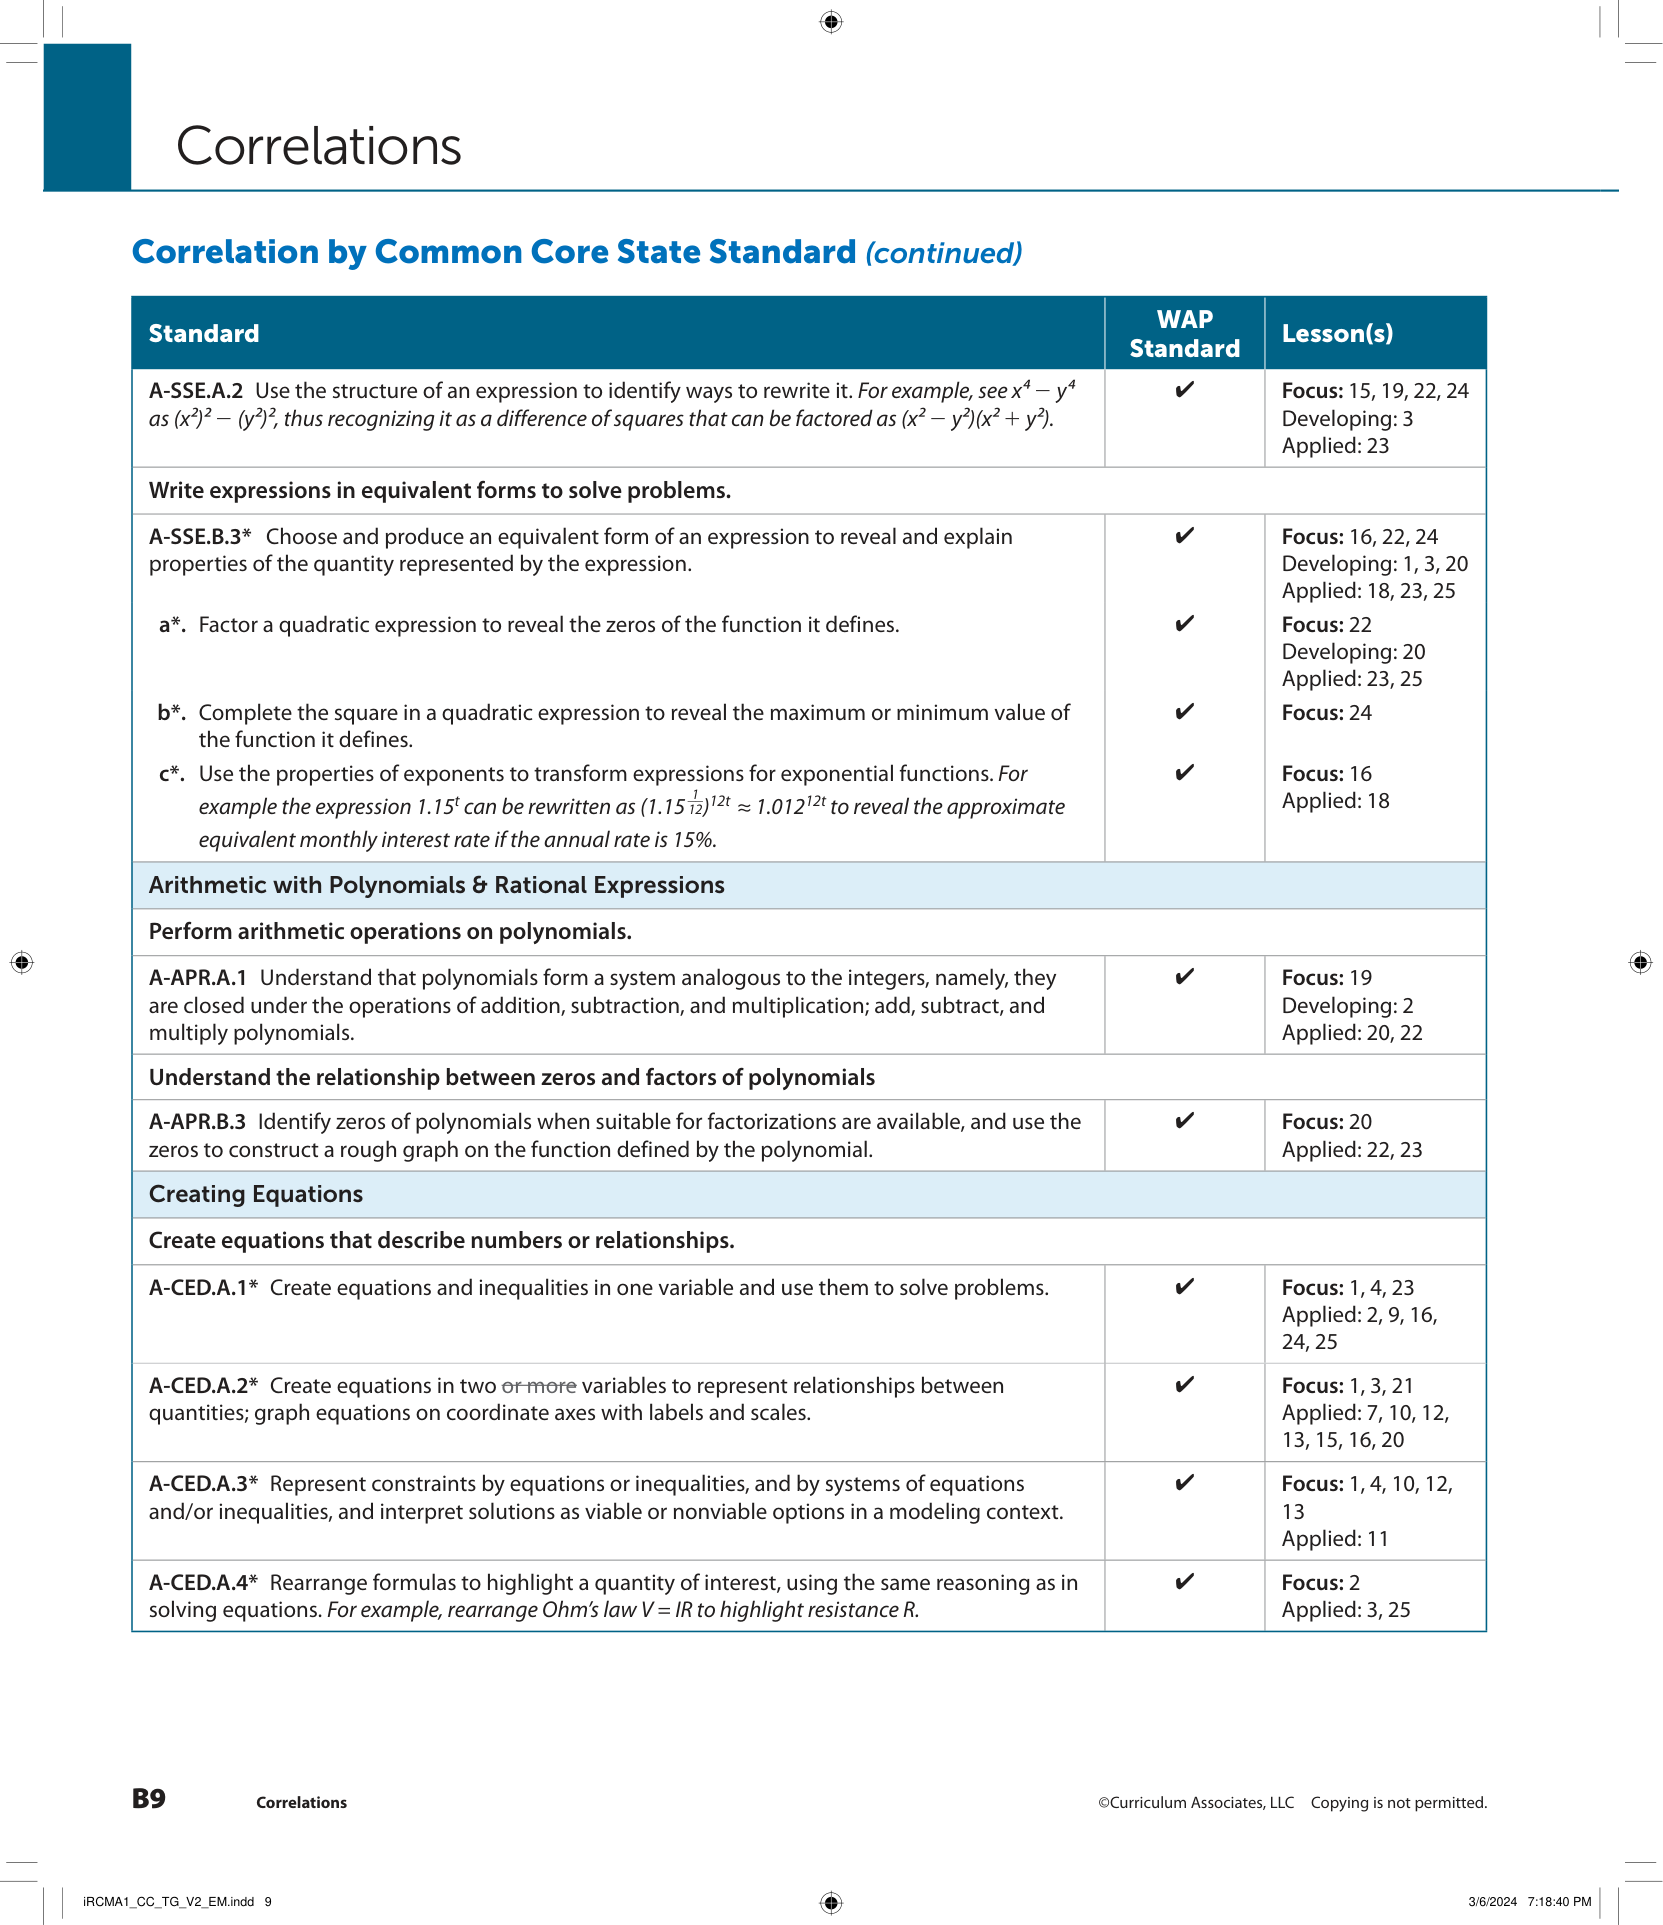 Correlations
Correlation by Common Core State Standard (continued)
Standard
WAP
Standard
Lesson(s)
A-SSE.A.2 Use the structure of an expression to identify ways to rewrite it. For example, see x⁴ − y⁴
as (x²)² − (y²)², thus recognizing it as a difference of squares that can be factored as (x² − y²)(x² + y²).
✔
Focus: 15, 19, 22, 24
Developing: 3
Applied: 23
Write expressions in equivalent forms to solve problems.
A-SSE.B.3* Choose and produce an equivalent form of an expression to reveal and explain
properties of the quantity represented by the expression.
✔
Focus: 16, 22, 24
Developing: 1, 3, 20
Applied: 18, 23, 25
a*. Factor a quadratic expression to reveal the zeros of the function it defines.
✔
Focus: 22
Developing: 20
Applied: 23, 25
b*. Complete the square in a quadratic expression to reveal the maximum or minimum value of
the function it defines.
✔
Focus: 24
c*. Use the properties of exponents to transform expressions for exponential functions. For
example the expression 1.15ᵗ can be rewritten as (1.15^(1/12))^12t ≈ 1.012^12t to reveal the approximate
equivalent monthly interest rate if the annual rate is 15%.
✔
Focus: 16
Applied: 18
Arithmetic with Polynomials & Rational Expressions
Perform arithmetic operations on polynomials.
A-APR.A.1 Understand that polynomials form a system analogous to the integers, namely, they
are closed under the operations of addition, subtraction, and multiplication; add, subtract, and
multiply polynomials.
✔
Focus: 19
Developing: 2
Applied: 20, 22
Understand the relationship between zeros and factors of polynomials
A-APR.B.3 Identify zeros of polynomials when suitable for factorizations are available, and use the
zeros to construct a rough graph on the function defined by the polynomial.
✔
Focus: 20
Applied: 22, 23
Creating Equations
Create equations that describe numbers or relationships.
A-CED.A.1* Create equations and inequalities in one variable and use them to solve problems.
✔
Focus: 1, 4, 23
Applied: 2, 9, 16,
24, 25
A-CED.A.2* Create equations in two or more variables to represent relationships between
quantities; graph equations on coordinate axes with labels and scales.
✔
Focus: 1, 3, 21
Applied: 7, 10, 12,
13, 15, 16, 20
A-CED.A.3* Represent constraints by equations or inequalities, and by systems of equations
and/or inequalities, and interpret solutions as viable or nonviable options in a modeling context.
✔
Focus: 1, 4, 10, 12,
13
Applied: 11
A-CED.A.4* Rearrange formulas to highlight a quantity of interest, using the same reasoning as in
solving equations. For example, rearrange Ohm's law V = IR to highlight resistance R.
✔
Focus: 2
Applied: 3, 25
B9 Correlations ©Curriculum Associates, LLC Copying is not permitted.
iRCMA1_CC_TG_V2_EM.indd 9 3/6/2024 7:18:40 PM